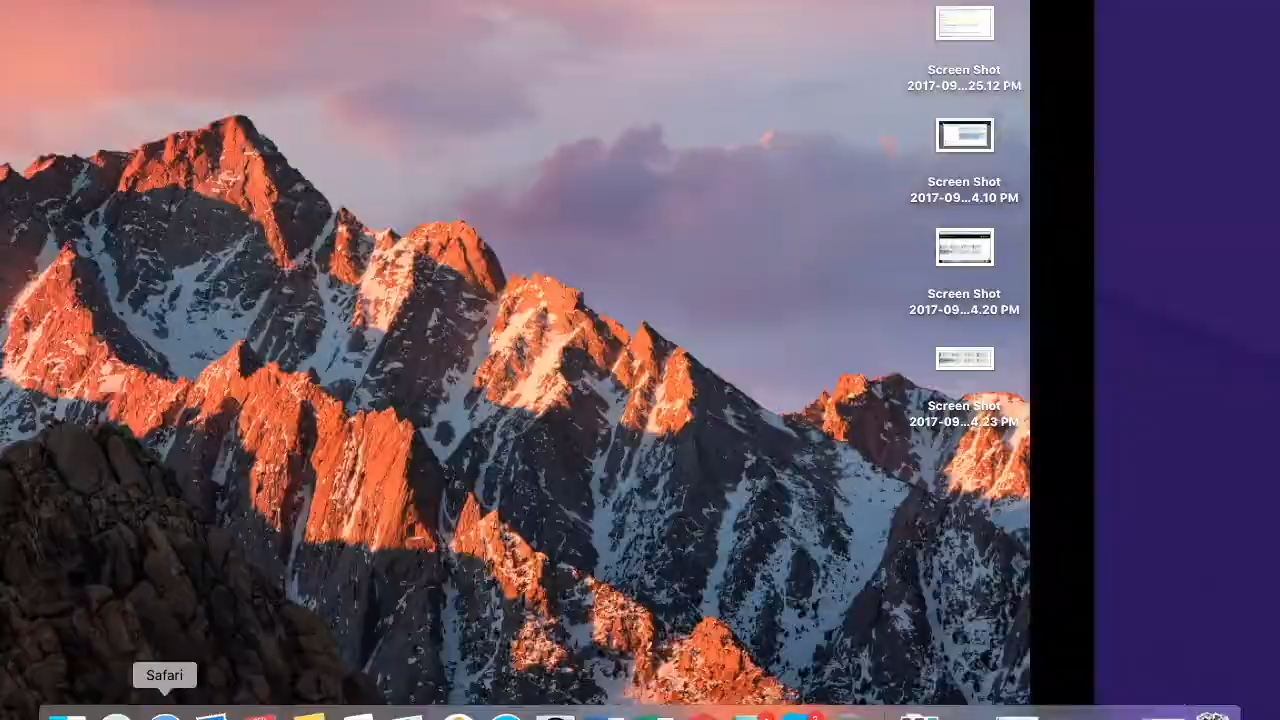 Screen Shot
2017-09...25.12 PM
Screen Shot
2017-09...4.10 PM
Screen Shot
2017-09...4.20 PM
Screen Shot
2017-09...4.23 PM
Safari